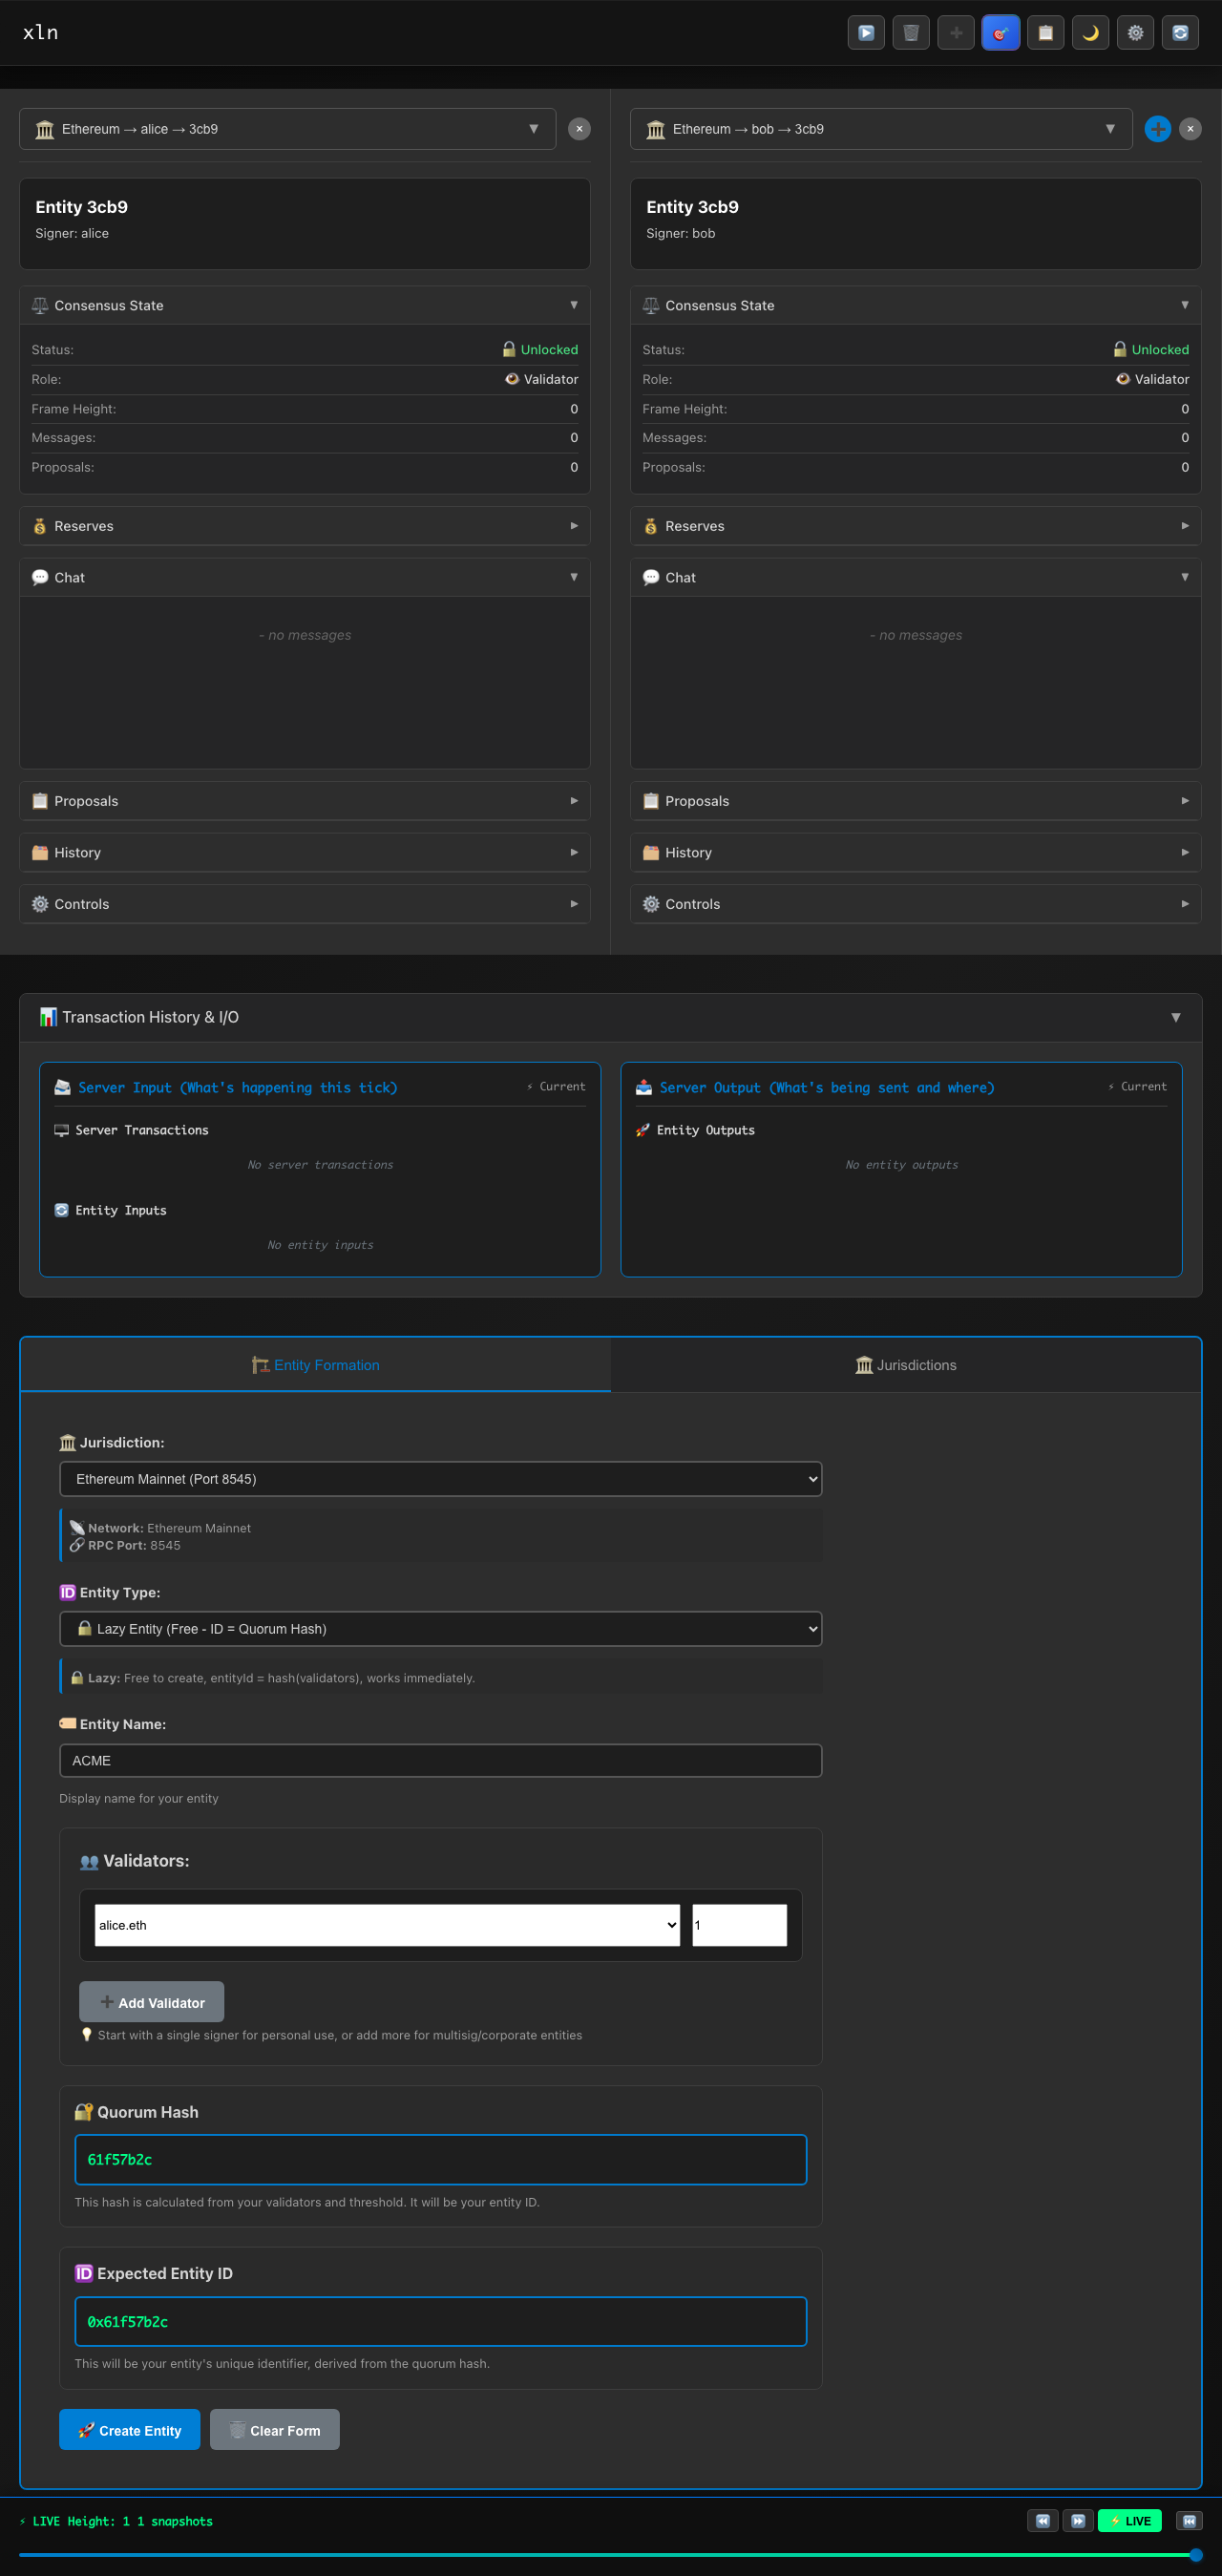 xln
Ethereum → alice → 3cb9
Entity 3cb9
Signer: alice
Consensus State
Status: Unlocked
Role: Validator
Frame Height: 0
Messages: 0
Proposals: 0
Reserves
Chat
- no messages
Proposals
History
Controls
Ethereum → bob → 3cb9
Entity 3cb9
Signer: bob
Consensus State
Status: Unlocked
Role: Validator
Frame Height: 0
Messages: 0
Proposals: 0
Reserves
Chat
- no messages
Proposals
History
Controls
Transaction History & I/O
Server Input (What's happening this tick) ⚡ Current
Server Transactions
No server transactions
Entity Inputs
No entity inputs
Server Output (What's being sent and where) ⚡ Current
Entity Outputs
No entity outputs
Entity Formation
Jurisdictions
Jurisdiction:
Ethereum Mainnet (Port 8545)
Network: Ethereum Mainnet
RPC Port: 8545
Entity Type:
Lazy Entity (Free - ID = Quorum Hash)
Lazy: Free to create, entityId = hash(validators), works immediately.
Entity Name:
ACME
Display name for your entity
Validators:
alice.eth 1
Add Validator
Start with a single signer for personal use, or add more for multisig/corporate entities
Quorum Hash
61f57b2c
This hash is calculated from your validators and threshold. It will be your entity ID.
Expected Entity ID
0x61f57b2c
This will be your entity's unique identifier, derived from the quorum hash.
Create Entity
Clear Form
⚡ LIVE Height: 1 1 snapshots
⚡ LIVE